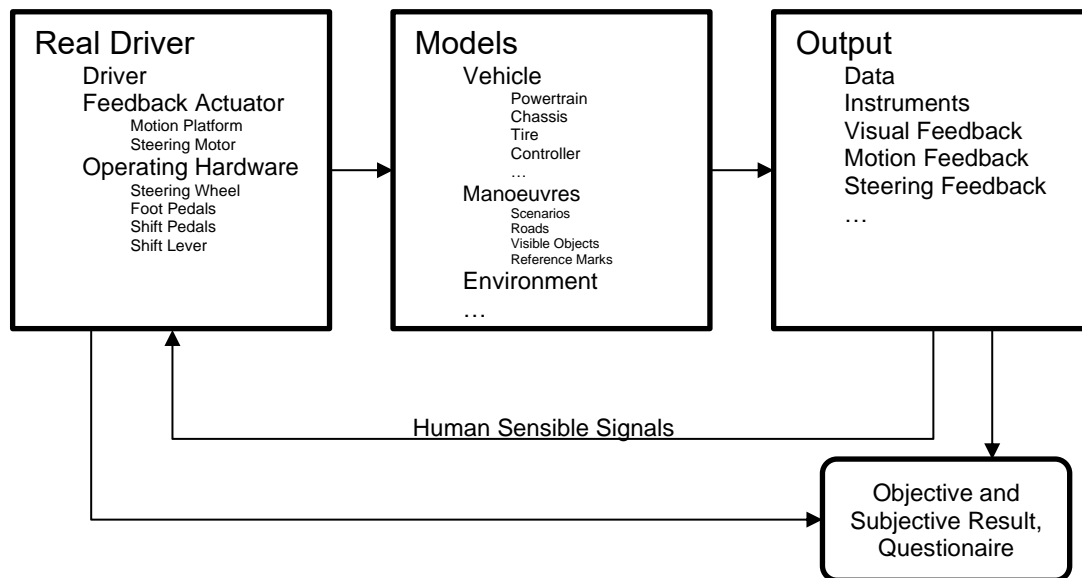 Real Driver
Driver
Feedback Actuator
Motion Platform
Steering Motor
Operating Hardware
Steering Wheel
Foot Pedals
Shift Pedals
Shift Lever
Models
Vehicle
Powertrain
Chassis
Tire
Controller
…
Manoeuvres
Scenarios
Roads
Visible Objects
Reference Marks
Environment
…
Output
Data
Instruments
Visual Feedback
Motion Feedback
Steering Feedback
…
Human Sensible Signals
Objective and
Subjective Result,
Questionaire